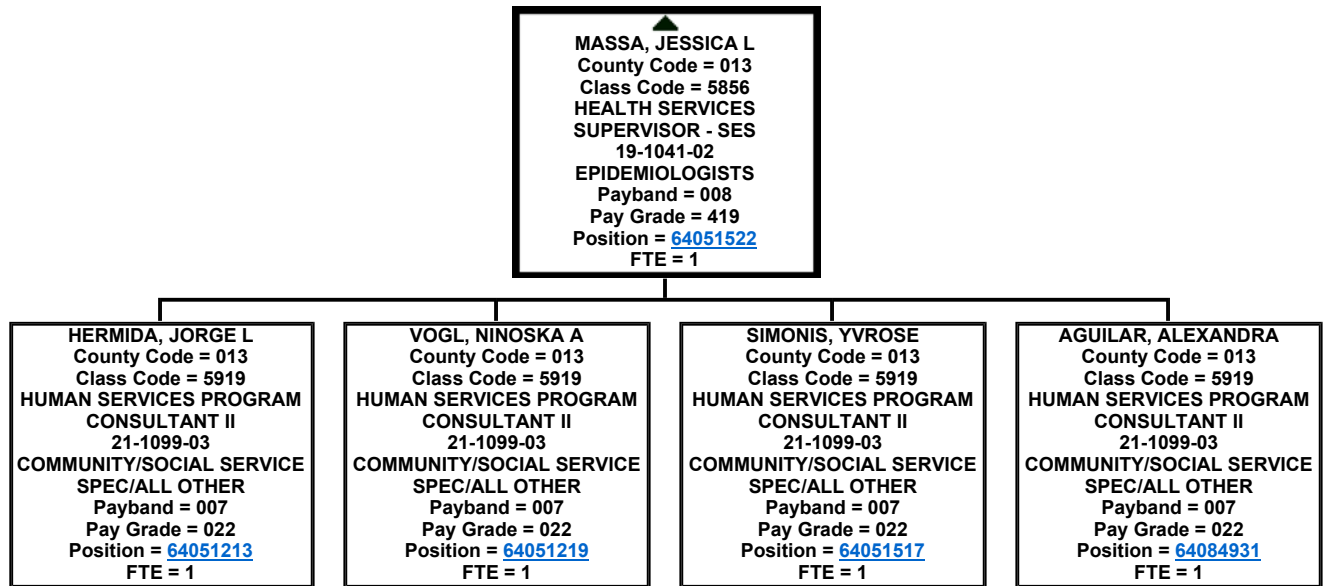 MASSA, JESSICA L
County Code = 013
Class Code = 5856
HEALTH SERVICES
SUPERVISOR - SES
19-1041-02
EPIDEMIOLOGISTS
Payband = 008
Pay Grade = 419
Position = 64051522
FTE = 1
HERMIDA, JORGE L
County Code = 013
Class Code = 5919
HUMAN SERVICES PROGRAM
CONSULTANT II
21-1099-03
COMMUNITY/SOCIAL SERVICE
SPEC/ALL OTHER
Payband = 007
Pay Grade = 022
Position = 64051213
FTE = 1
VOGL, NINOSKA A
County Code = 013
Class Code = 5919
HUMAN SERVICES PROGRAM
CONSULTANT II
21-1099-03
COMMUNITY/SOCIAL SERVICE
SPEC/ALL OTHER
Payband = 007
Pay Grade = 022
Position = 64051219
FTE = 1
SIMONIS, YVROSE
County Code = 013
Class Code = 5919
HUMAN SERVICES PROGRAM
CONSULTANT II
21-1099-03
COMMUNITY/SOCIAL SERVICE
SPEC/ALL OTHER
Payband = 007
Pay Grade = 022
Position = 64051517
FTE = 1
AGUILAR, ALEXANDRA
County Code = 013
Class Code = 5919
HUMAN SERVICES PROGRAM
CONSULTANT II
21-1099-03
COMMUNITY/SOCIAL SERVICE
SPEC/ALL OTHER
Payband = 007
Pay Grade = 022
Position = 64084931
FTE = 1